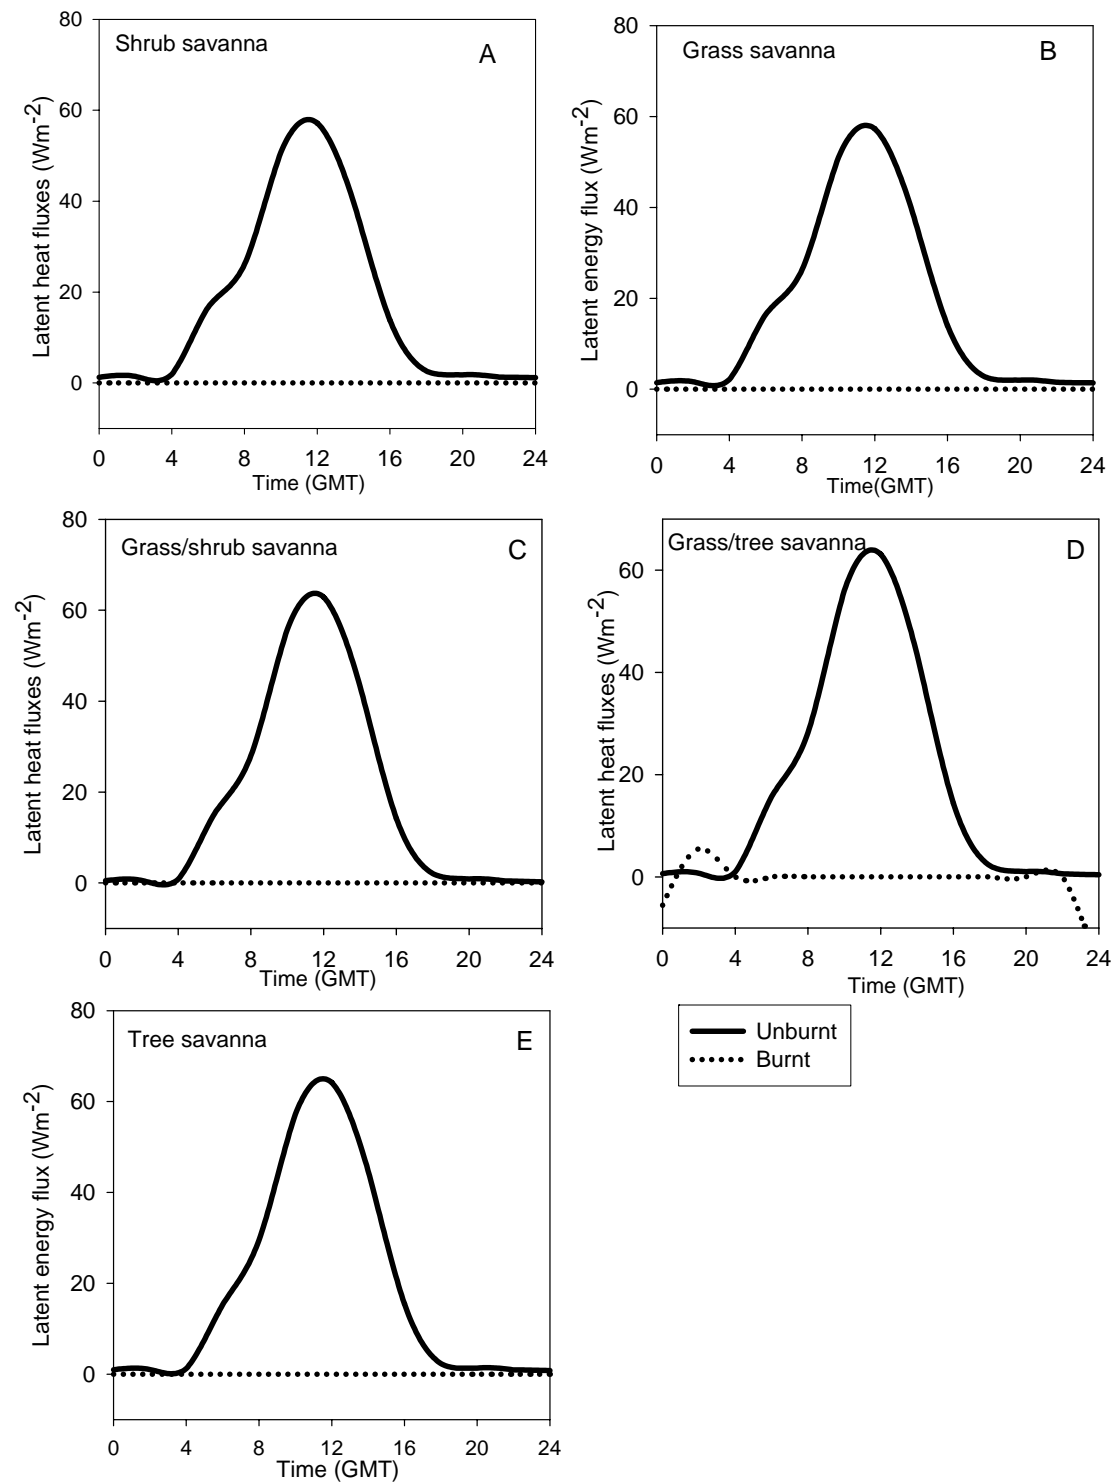 80
60
40
20
0
Shrub savanna
A
Latent heat fluxes (Wm-2)
0 4 8 12 16 20 24
Time (GMT)
80
60
40
20
0
Grass savanna
B
Latent energy flux (Wm-2)
0 4 8 12 16 20 24
Time(GMT)
80
60
40
20
0
Grass/shrub savanna
C
Latent heat fluxes (Wm-2)
0 4 8 12 16 20 24
Time (GMT)
60
40
20
0
Grass/tree savanna
D
Latent heat fluxes (Wm-2)
0 4 8 12 16 20 24
Time (GMT)
Unburnt
Burnt
80
60
40
20
0
Tree savanna
E
Latent energy flux (Wm-2)
0 4 8 12 16 20 24
Time (GMT)